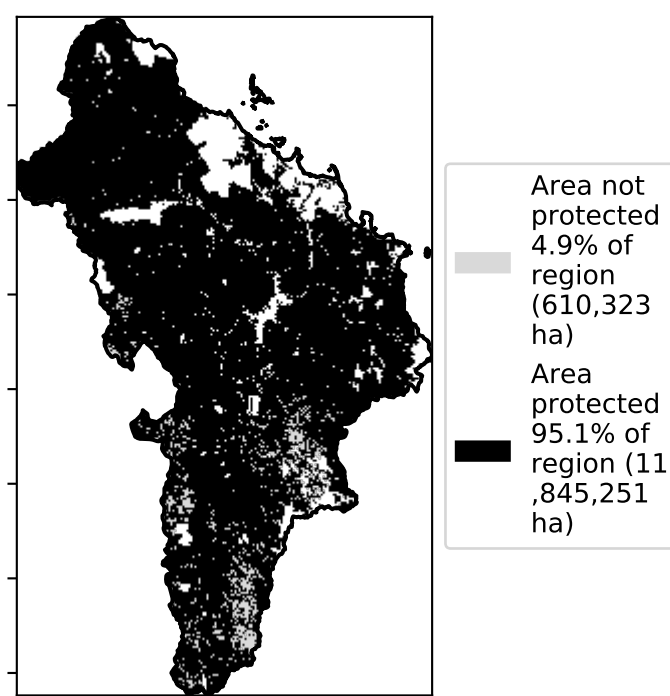 Area not
protected
4.9% of
region
(610,323
ha)
Area
protected
95.1% of
region (11
,845,251
ha)